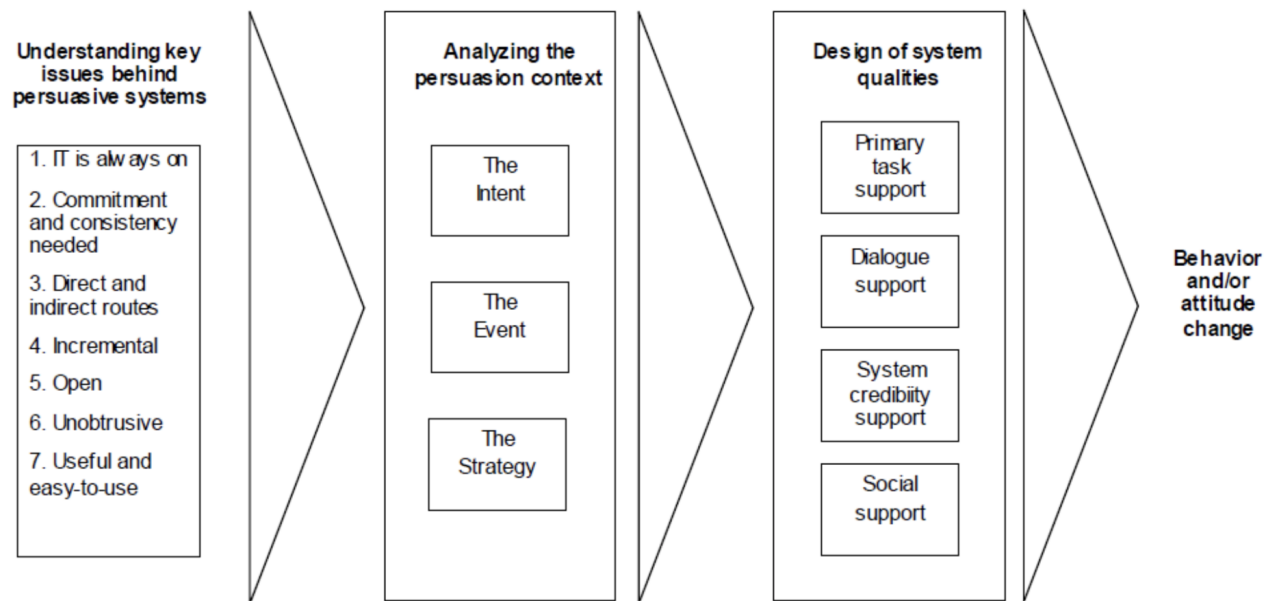 Understanding key
issues behind
persuasive systems
1. IT is always on
2. Commitment
and consistency
needed
3. Direct and
indirect routes
4. Incremental
5. Open
6. Unobtrusive
7. Useful and
easy-to-use
Analyzing the
persuasion context
The
Intent
The
Event
The
Strategy
Design of system
qualities
Primary
task
support
Dialogue
support
System
credibiity
support
Social
support
Behavior
and/or
attitude
change